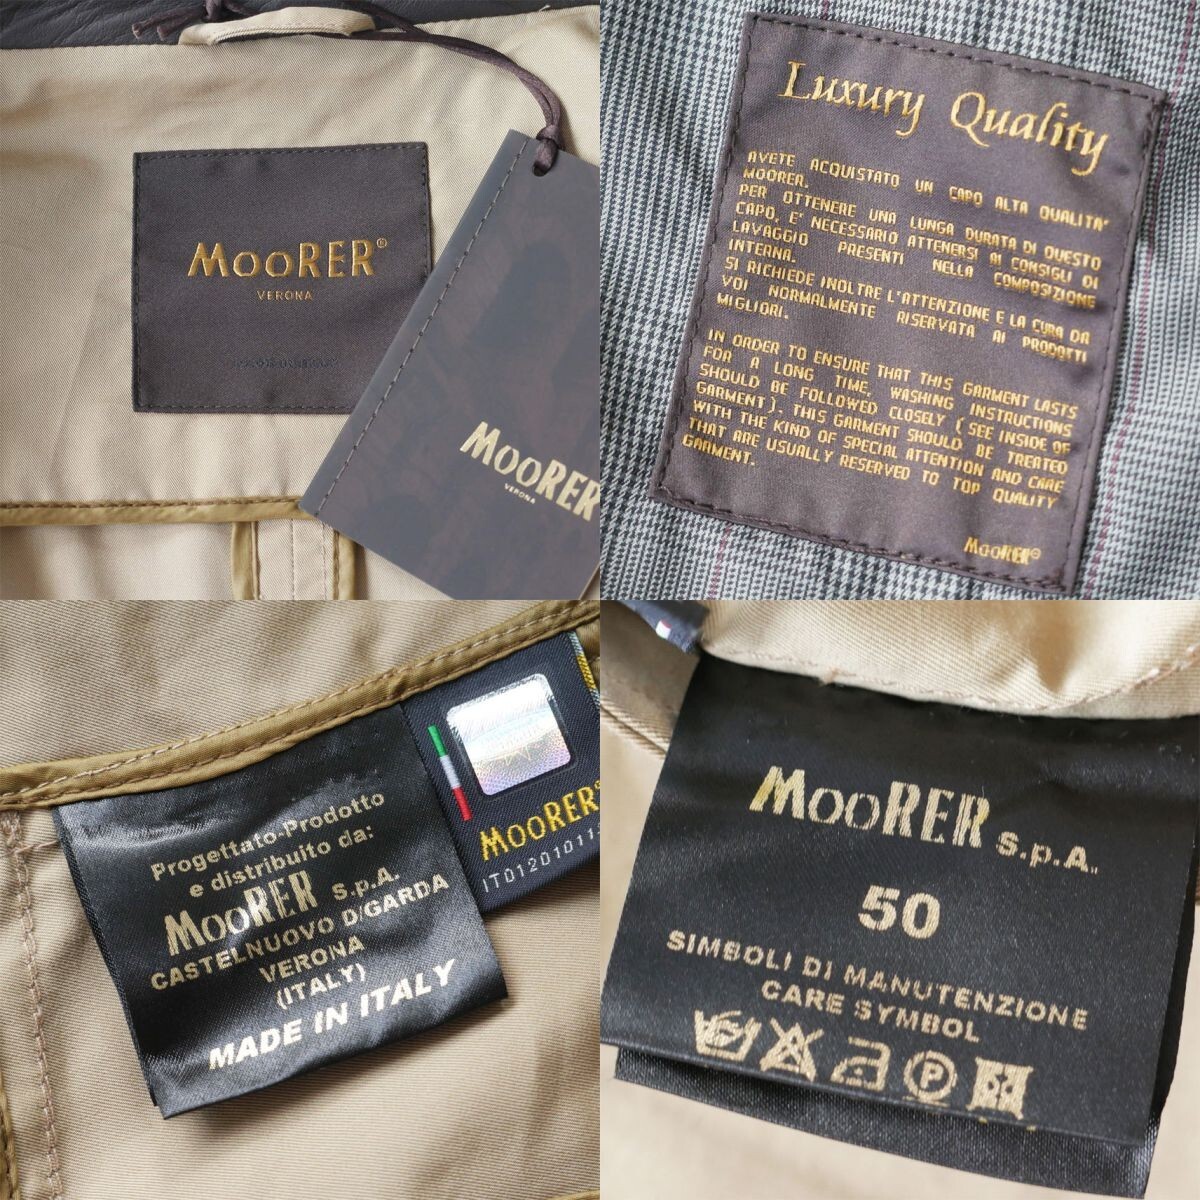 MooRER®
VERONA
MooRER
VERONA
Luxury Quality
AVETE ACQUISTATO UN CAPO ALTA QUALITA'
MOORER.
PER OTTENERE UNA LUNGA DURATA DI QUESTO
CAPO, E' NECESSARIO ATTENERSI AI CONSIGLI DI
LAVAGGIO PRESENTI NELLA COMPOSIZIONE
INTERNA.
SI RICHIEDE INOLTRE L'ATTENZIONE E LA CURA DA
VOI NORMALMENTE RISERVATA AI PRODOTTI
MIGLIORI.
IN ORDER TO ENSURE THAT THIS GARMENT LASTS
FOR A LONG TIME, WASHING INSTRUCTIONS
SHOULD BE FOLLOWED CLOSELY (SEE INSIDE OF
GARMENT). THIS GARMENT SHOULD BE TREATED
WITH THE KIND OF SPECIAL ATTENTION AND CARE
THAT ARE USUALLY RESERVED TO TOP QUALITY
GARMENT.
MooRER®
Progettato-Prodotto
e distribuito da:
MooRER S.p.A.
CASTELNUOVO D/GARDA
VERONA
(ITALY)
MADE IN ITALY
MooRER®
IT01201011
MooRER S.p.A.
50
SIMBOLI DI MANUTENZIONE
CARE SYMBOL
P